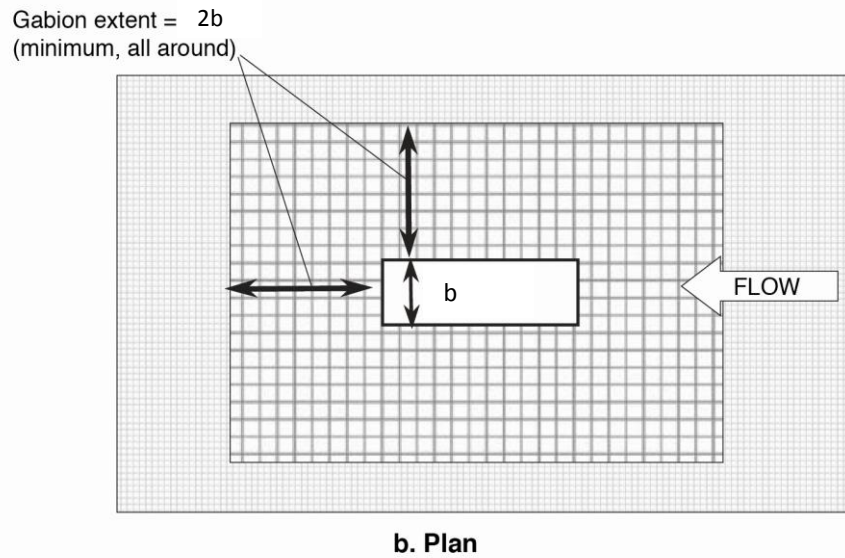 Gabion extent = 2b
(minimum, all around)
b
FLOW
b. Plan